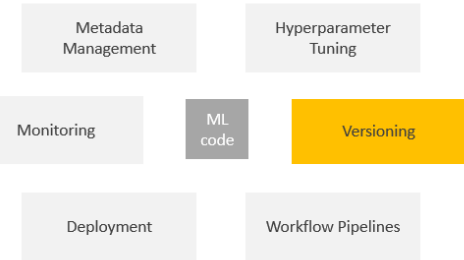 Metadata
Management
Hyperparameter
Tuning
Monitoring
ML
code
Versioning
Deployment
Workflow Pipelines